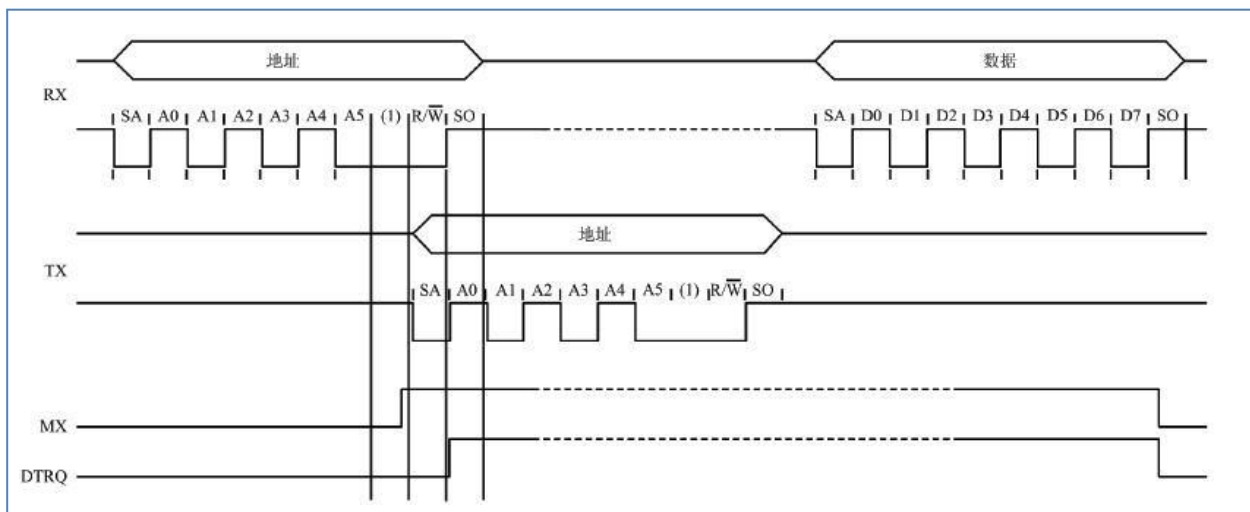 地址
数据
RX
SA A0 A1 A2 A3 A4 A5 (1) R/W̅ SO
SA D0 D1 D2 D3 D4 D5 D6 D7 SO
地址
TX
SA A0 A1 A2 A3 A4 A5 (1) R/W̅ SO
MX
DTRQ